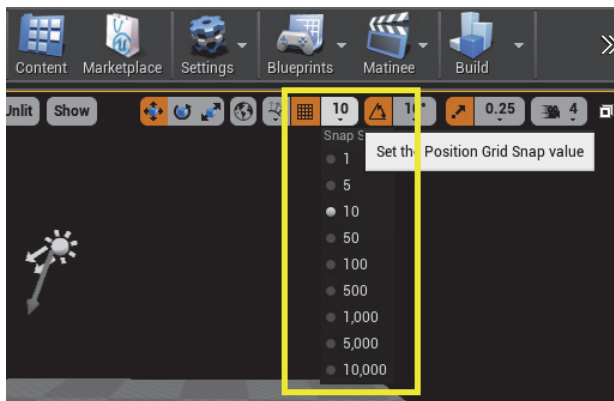 Content Marketplace Settings Blueprints Matinee Build
Unlit Show 10 10° 0.25 4
Snap S
Set the Position Grid Snap value
1
5
10
50
100
500
1,000
5,000
10,000